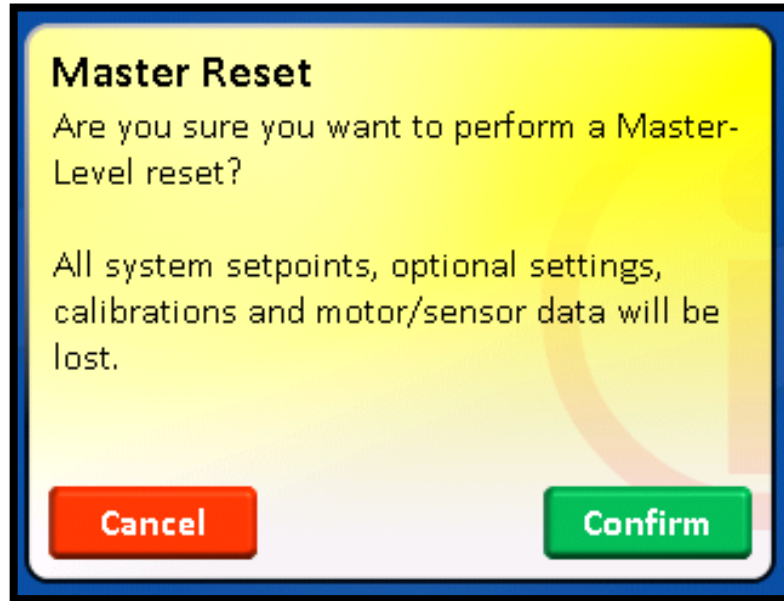 Master Reset
Are you sure you want to perform a Master-
Level reset?
All system setpoints, optional settings,
calibrations and motor/sensor data will be
lost.
Cancel
Confirm